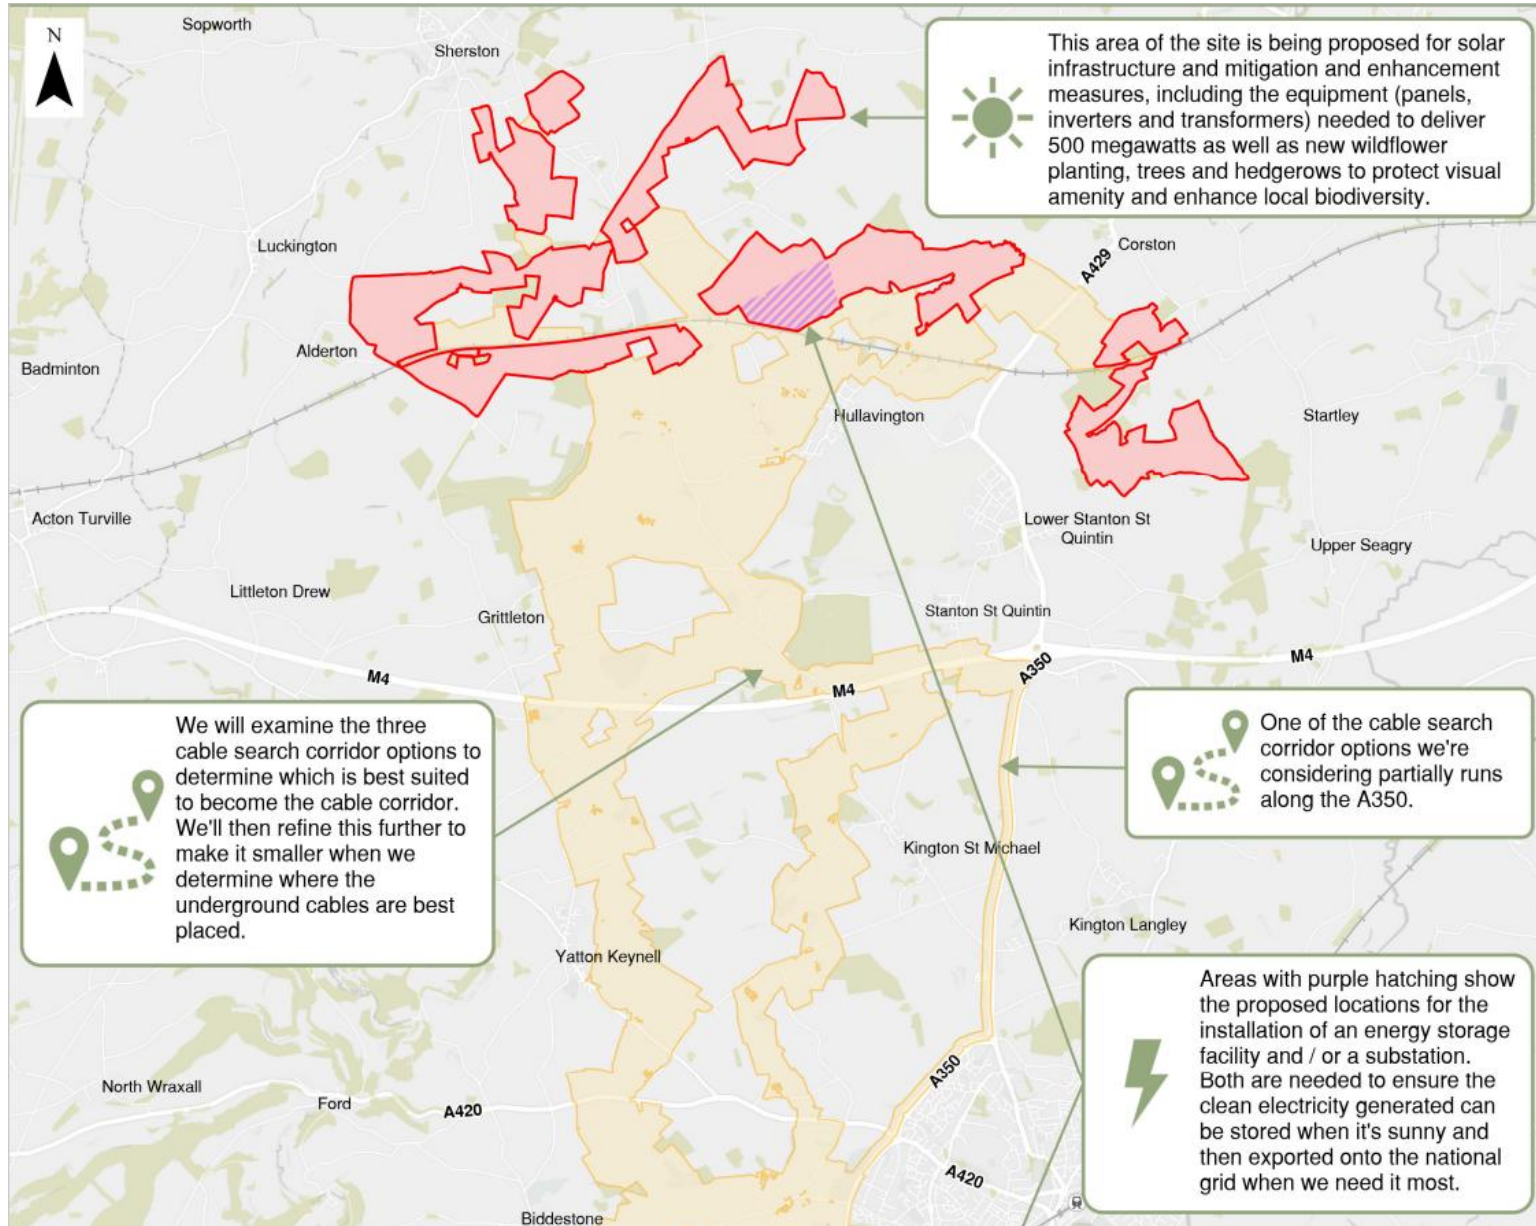 N
Sopworth
Sherston
This area of the site is being proposed for solar
infrastructure and mitigation and enhancement
measures, including the equipment (panels,
inverters and transformers) needed to deliver
500 megawatts as well as new wildflower
planting, trees and hedgerows to protect visual
amenity and enhance local biodiversity.
Luckington
Corston
A429
Alderton
Badminton
Hullavington
Startley
Acton Turville
Lower Stanton St
Quintin
Upper Seagry
Littleton Drew
Grittleton
Stanton St Quintin
M4
A350
M4
M4
We will examine the three
cable search corridor options to
determine which is best suited
to become the cable corridor.
We'll then refine this further to
make it smaller when we
determine where the
underground cables are best
placed.
One of the cable search
corridor options we're
considering partially runs
along the A350.
Kington St Michael
Kington Langley
Yatton Keynell
Areas with purple hatching show
the proposed locations for the
installation of an energy storage
facility and / or a substation.
Both are needed to ensure the
clean electricity generated can
be stored when it's sunny and
then exported onto the national
grid when we need it most.
North Wraxall
Ford
A420
A350
A420
Biddestone